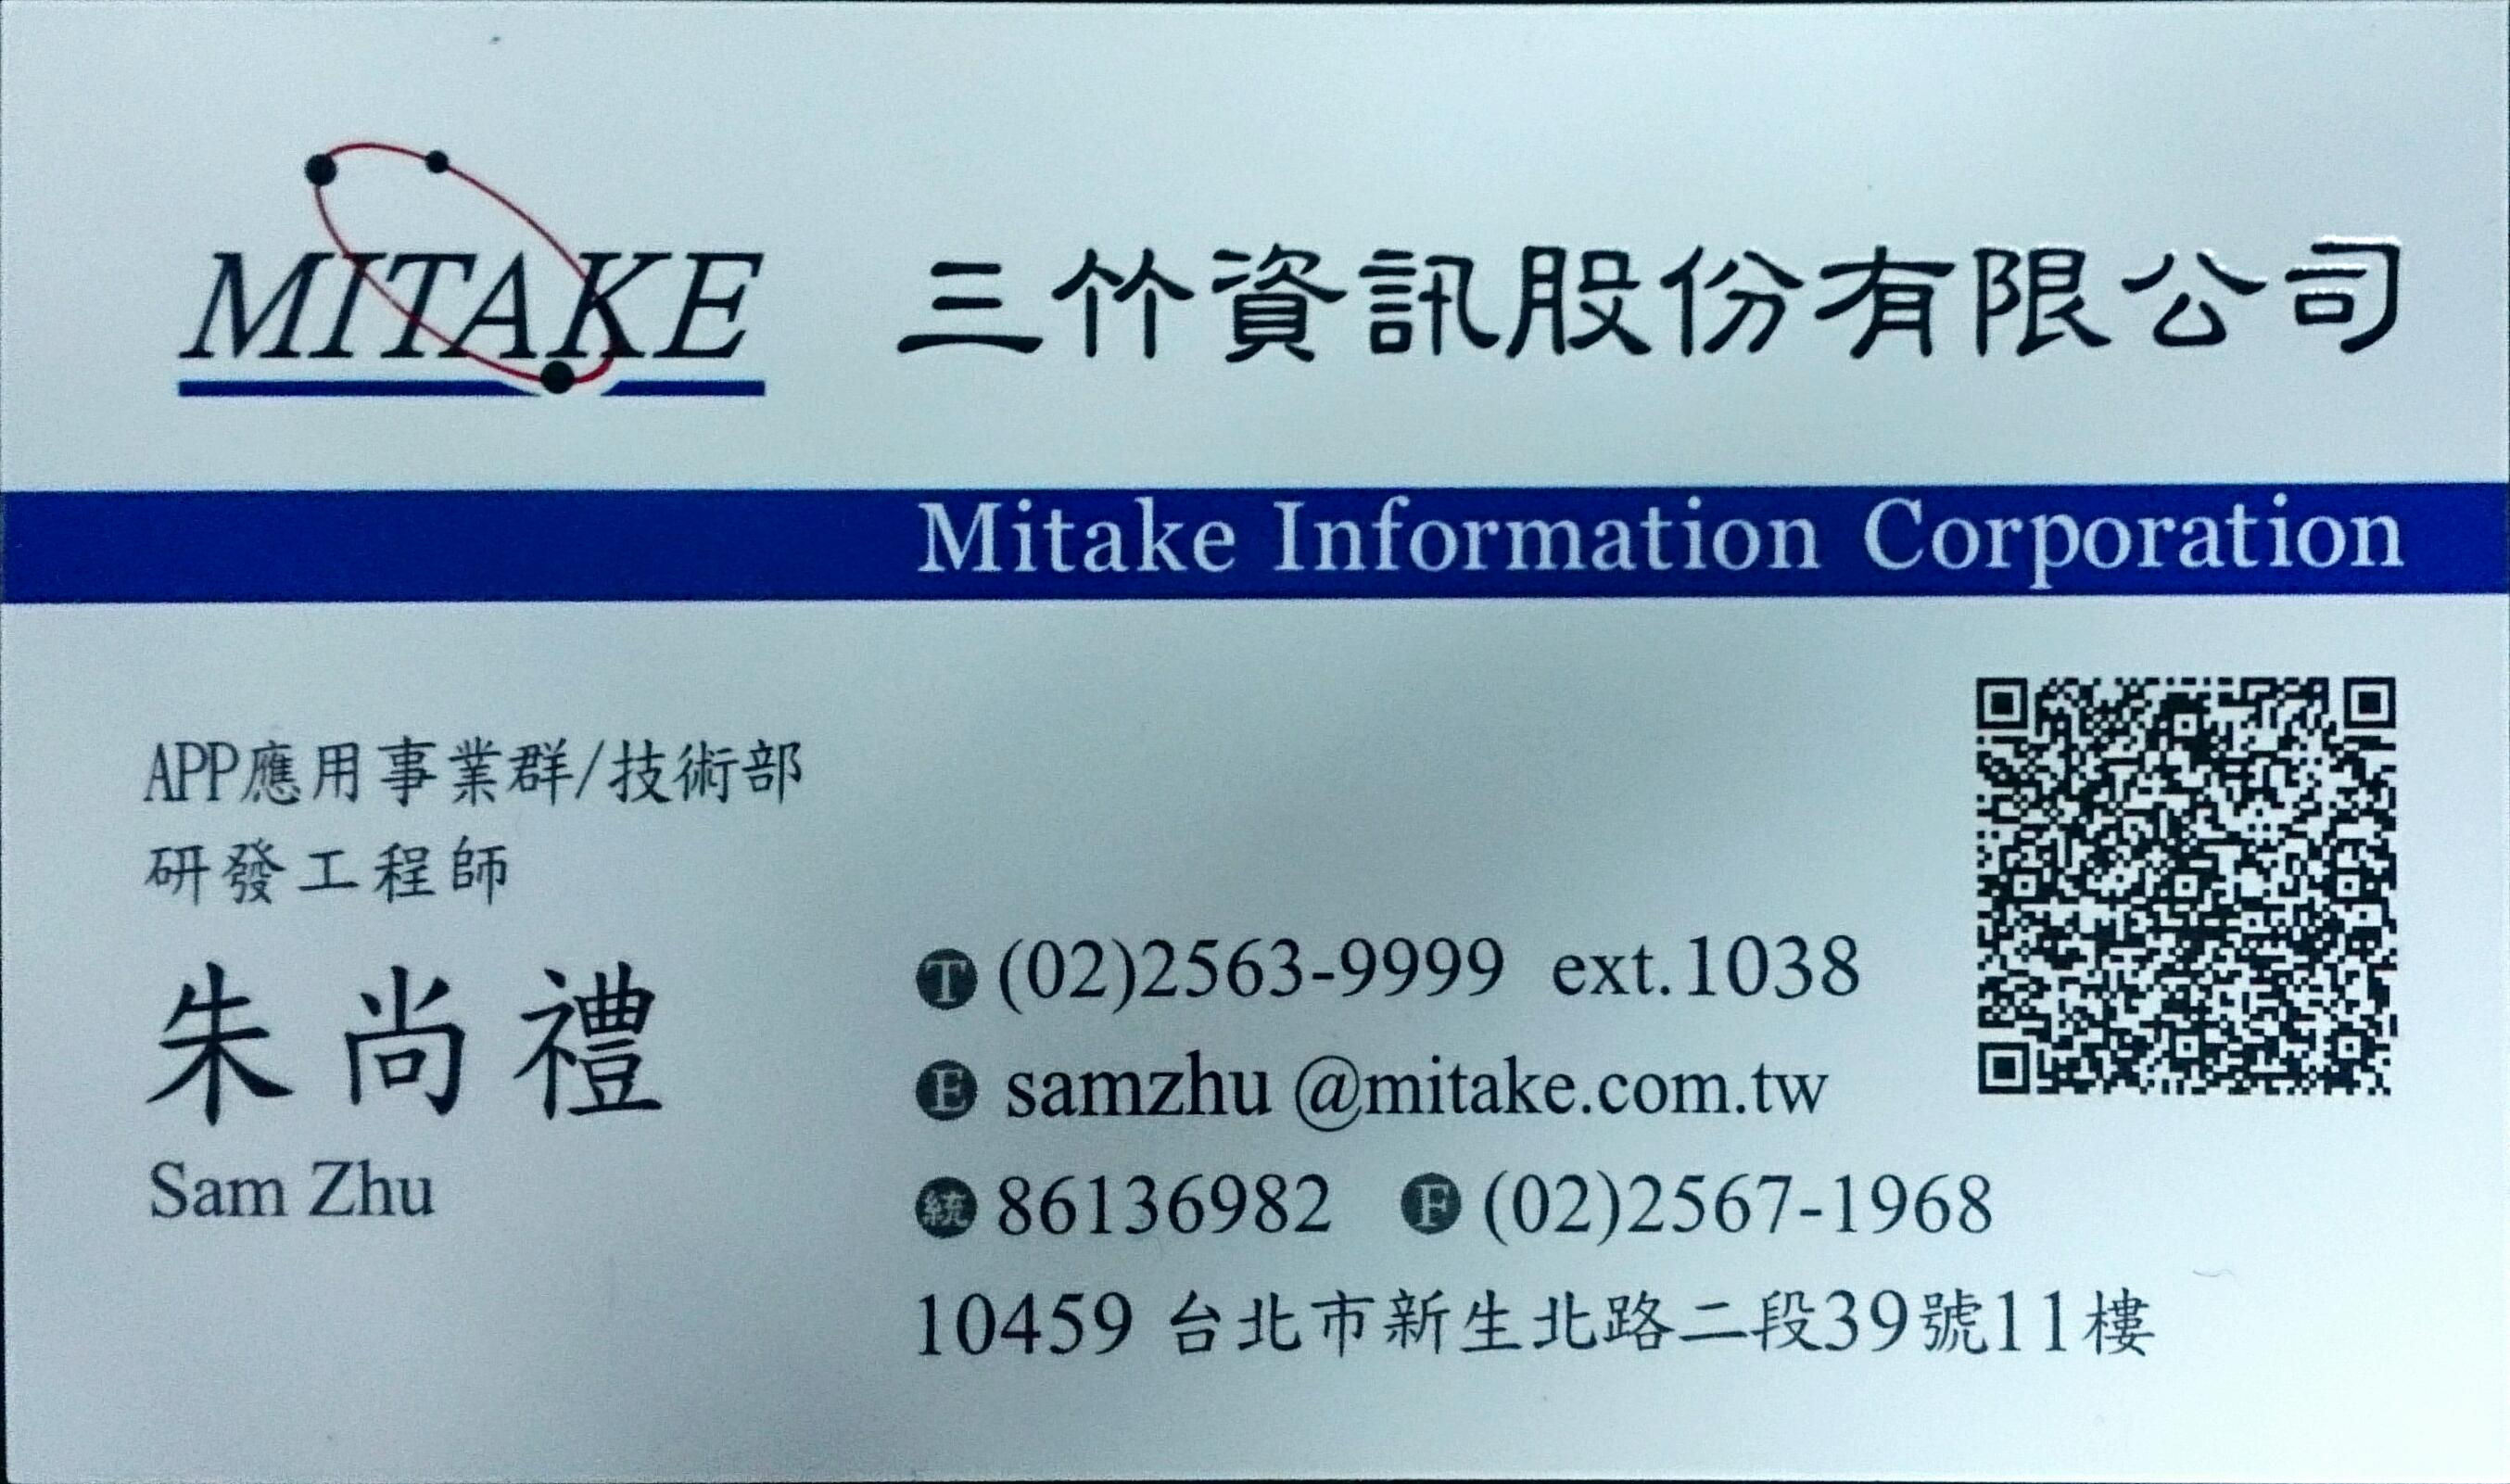 MITAKE
三竹資訊股份有限公司
Mitake Information Corporation
APP應用事業群/技術部
研發工程師
朱尚禮
Sam Zhu
T (02)2563-9999 ext.1038
E samzhu @mitake.com.tw
統 86136982 F (02)2567-1968
10459 台北市新生北路二段39號11樓